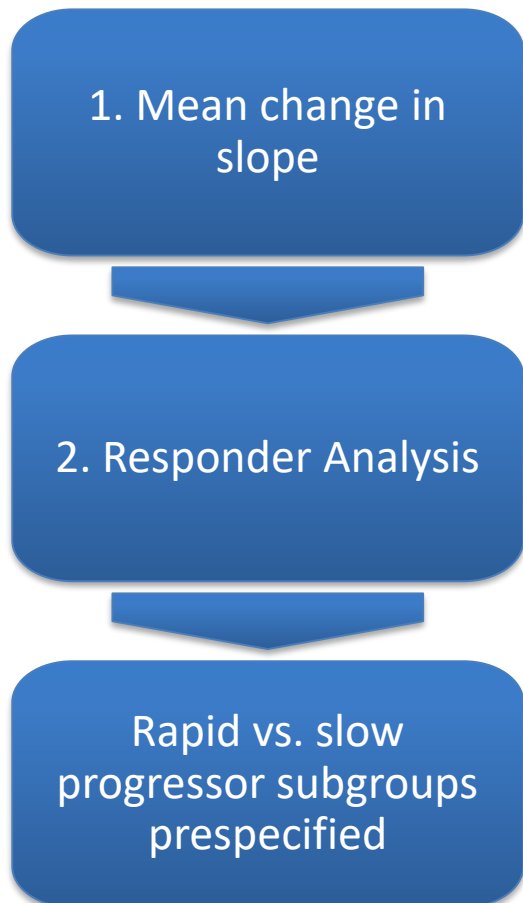 1. Mean change in
slope
2. Responder Analysis
Rapid vs. slow
progressor subgroups
prespecified